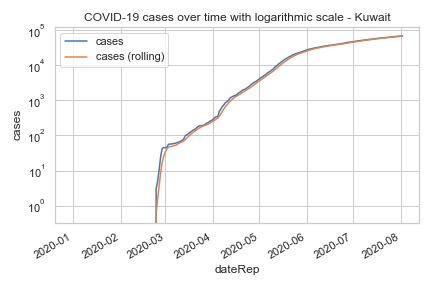 COVID-19 cases over time with logarithmic scale - Kuwait
cases
cases (rolling)
10^5
10^4
10^3
10^2
10^1
10^0
cases
2020-01
2020-02
2020-03
2020-04
2020-05
2020-06
2020-07
2020-08
dateRep